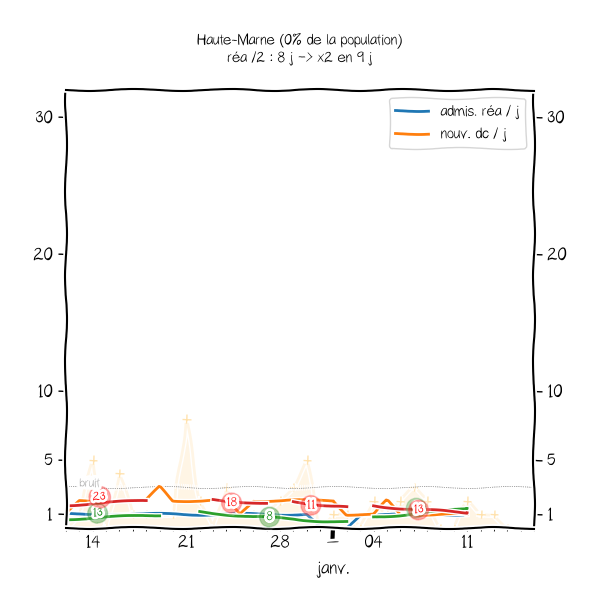 Haute-Marne (0% de la population)
réa /2 : 8 j -> x2 en 9 j
admis. réa / j
nouv. dc / j
30 30
20 20
10 10
5 5
bruit
23
13
18
8
11
13
1 1
14 21 28 04 11
janv.